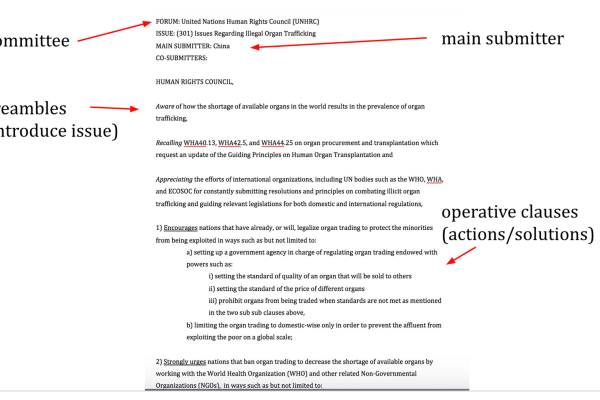 ommittee
main submitter
reambles
ntroduce issue)
operative clauses
(actions/solutions)
FORUM: United Nations Human Rights Council (UNHRC)
ISSUE: (301) Issues Regarding Illegal Organ Trafficking
MAIN SUBMITTER: China
CO-SUBMITTERS:
HUMAN RIGHTS COUNCIL,
Aware of how the shortage of available organs in the world results in the prevalence of organ
trafficking,
Recalling WHA40.13, WHA42.5, and WHA44.25 on organ procurement and transplantation which
request an update of the Guiding Principles on Human Organ Transplantation and
Appreciating the efforts of international organizations, including UN bodies such as the WHO, WHA,
and ECOSOC for constantly submitting resolutions and principles on combating illicit organ
trafficking and guiding relevant legislations for both domestic and international regulations,
1) Encourages nations that have already, or will, legalize organ trading to protect the minorities
from being exploited in ways such as but not limited to:
a) setting up a government agency in charge of regulating organ trading endowed with
powers such as:
i) setting the standard of quality of an organ that will be sold to others
ii) setting the standard of the price of different organs
iii) prohibit organs from being traded when standards are not met as mentioned
in the two sub sub clauses above,
b) limiting the organ trading to domestic-wise only in order to prevent the affluent from
exploiting the poor on a global scale;
2) Strongly urges nations that ban organ trading to decrease the shortage of available organs by
working with the World Health Organization (WHO) and other related Non-Governmental
Organizations (NGOs), in ways such as but not limited to: